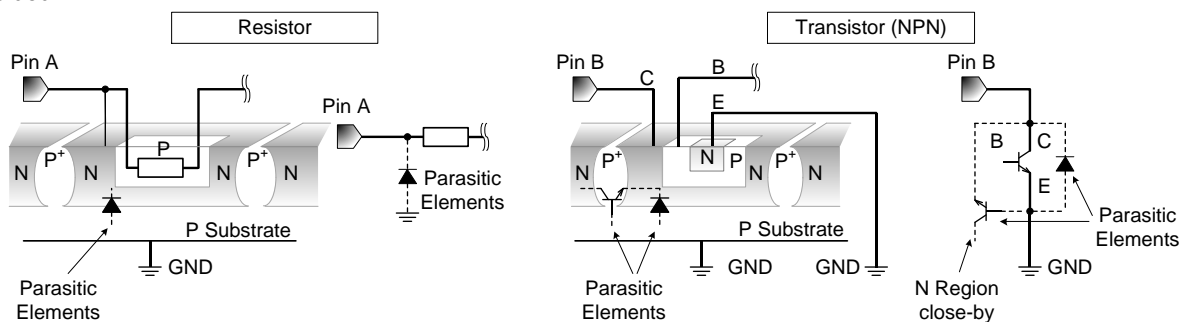 Resistor
Pin A
N
P+
N
P
N
P+
N
P Substrate
GND
Parasitic
Elements
Pin A
Parasitic
Elements
Transistor (NPN)
Pin B
C
B
E
N
P+
N
N
P
N
P+
N
P Substrate
GND
GND
Parasitic
Elements
Pin B
B
C
E
Parasitic
Elements
GND
N Region
close-by